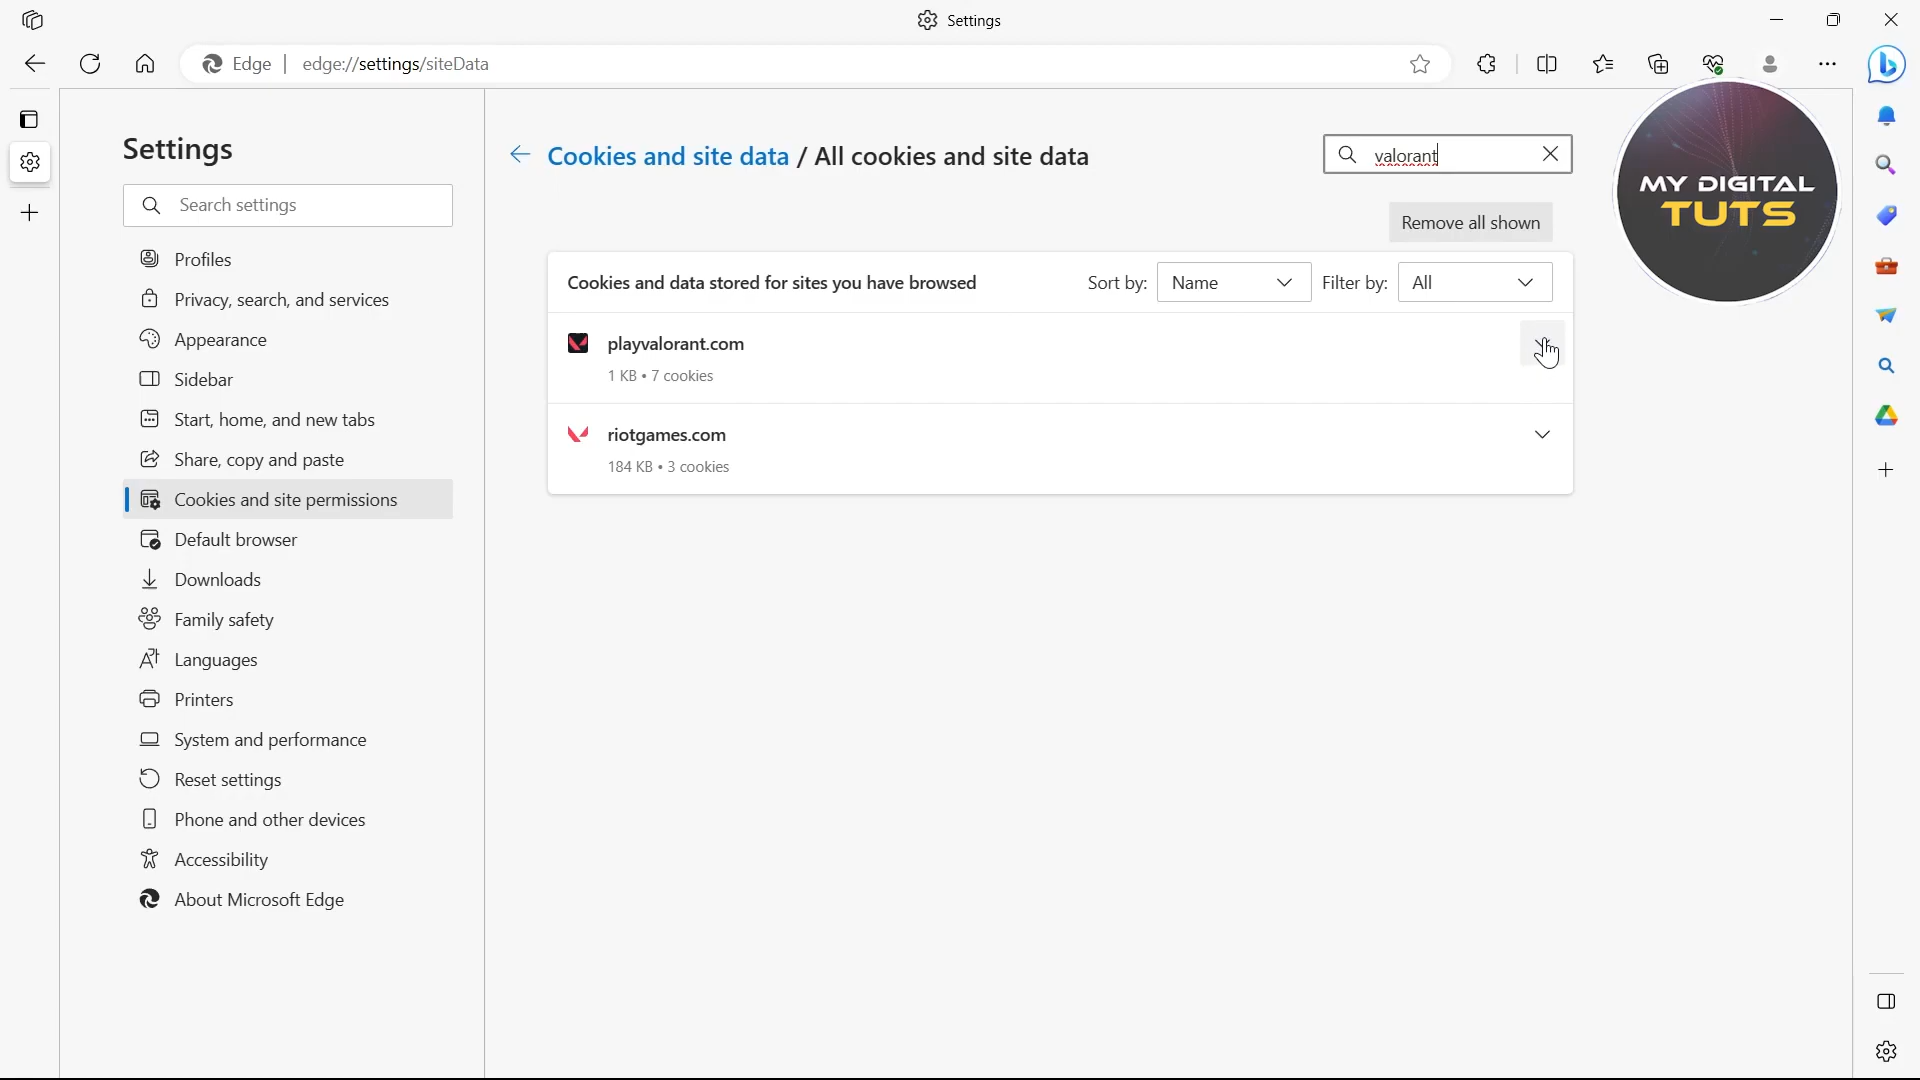 Settings
Edge | edge://settings/siteData
MY DIGITAL
TUTS
Settings
Search settings
Profiles
Privacy, search, and services
Appearance
Sidebar
Start, home, and new tabs
Share, copy and paste
Cookies and site permissions
Default browser
Downloads
Family safety
Languages
Printers
System and performance
Reset settings
Phone and other devices
Accessibility
About Microsoft Edge
Cookies and site data / All cookies and site data
valorant
Remove all shown
Cookies and data stored for sites you have browsed
Sort by: Name
Filter by: All
playvalorant.com
1 KB • 7 cookies
riotgames.com
184 KB • 3 cookies